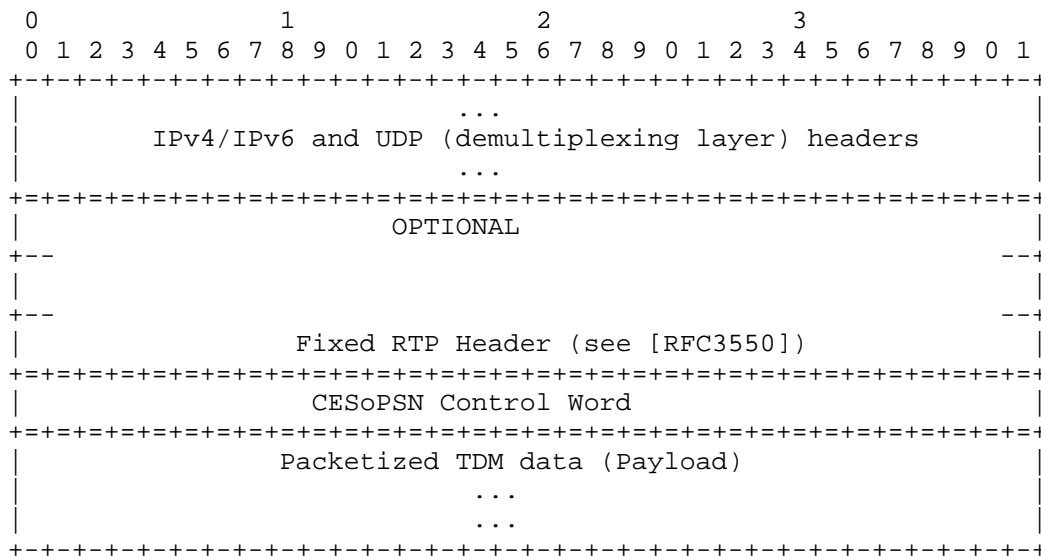 0                   1                   2                   3
 0 1 2 3 4 5 6 7 8 9 0 1 2 3 4 5 6 7 8 9 0 1 2 3 4 5 6 7 8 9 0 1
+-+-+-+-+-+-+-+-+-+-+-+-+-+-+-+-+-+-+-+-+-+-+-+-+-+-+-+-+-+-+-+-+
|                           ...                                 |
|        IPv4/IPv6 and UDP (demultiplexing layer) headers       |
|                           ...                                 |
+=+=+=+=+=+=+=+=+=+=+=+=+=+=+=+=+=+=+=+=+=+=+=+=+=+=+=+=+=+=+=+=+
|                       OPTIONAL                                |
+--                                                           --+
|                                                               |
+--                                                           --+
|                 Fixed RTP Header (see [RFC3550])              |
+=+=+=+=+=+=+=+=+=+=+=+=+=+=+=+=+=+=+=+=+=+=+=+=+=+=+=+=+=+=+=+=+
|                  CESoPSN Control Word                         |
+=+=+=+=+=+=+=+=+=+=+=+=+=+=+=+=+=+=+=+=+=+=+=+=+=+=+=+=+=+=+=+=+
|                Packetized TDM data (Payload)                  |
|                            ...                                |
|                            ...                                |
+-+-+-+-+-+-+-+-+-+-+-+-+-+-+-+-+-+-+-+-+-+-+-+-+-+-+-+-+-+-+-+-+